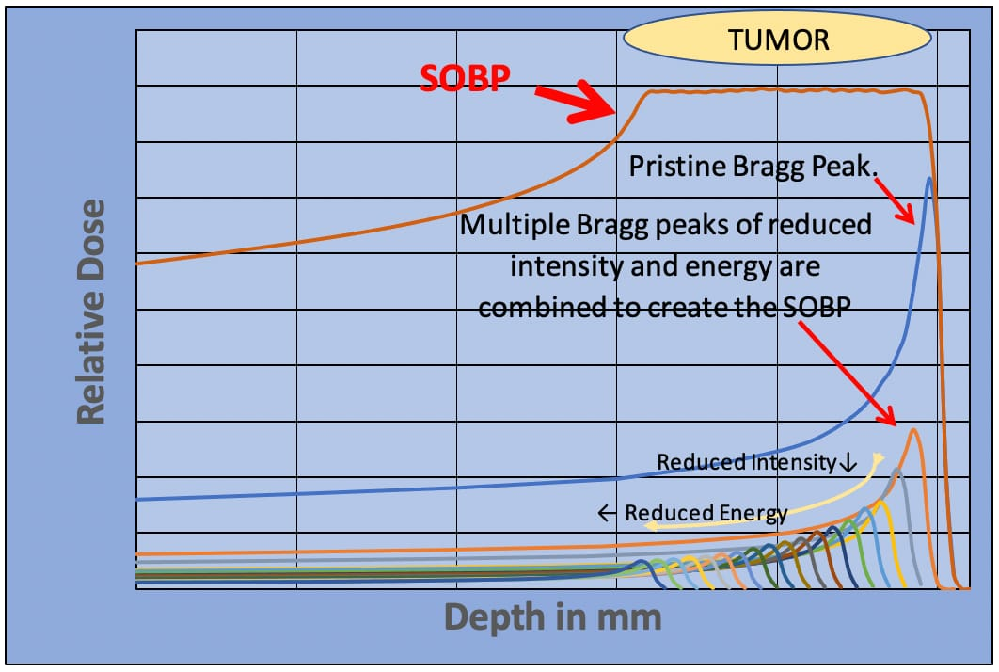 TUMOR
SOBP
Pristine Bragg Peak.
Multiple Bragg peaks of reduced
intensity and energy are
combined to create the SOBP
Reduced Intensity↓
← Reduced Energy
Relative Dose
Depth in mm